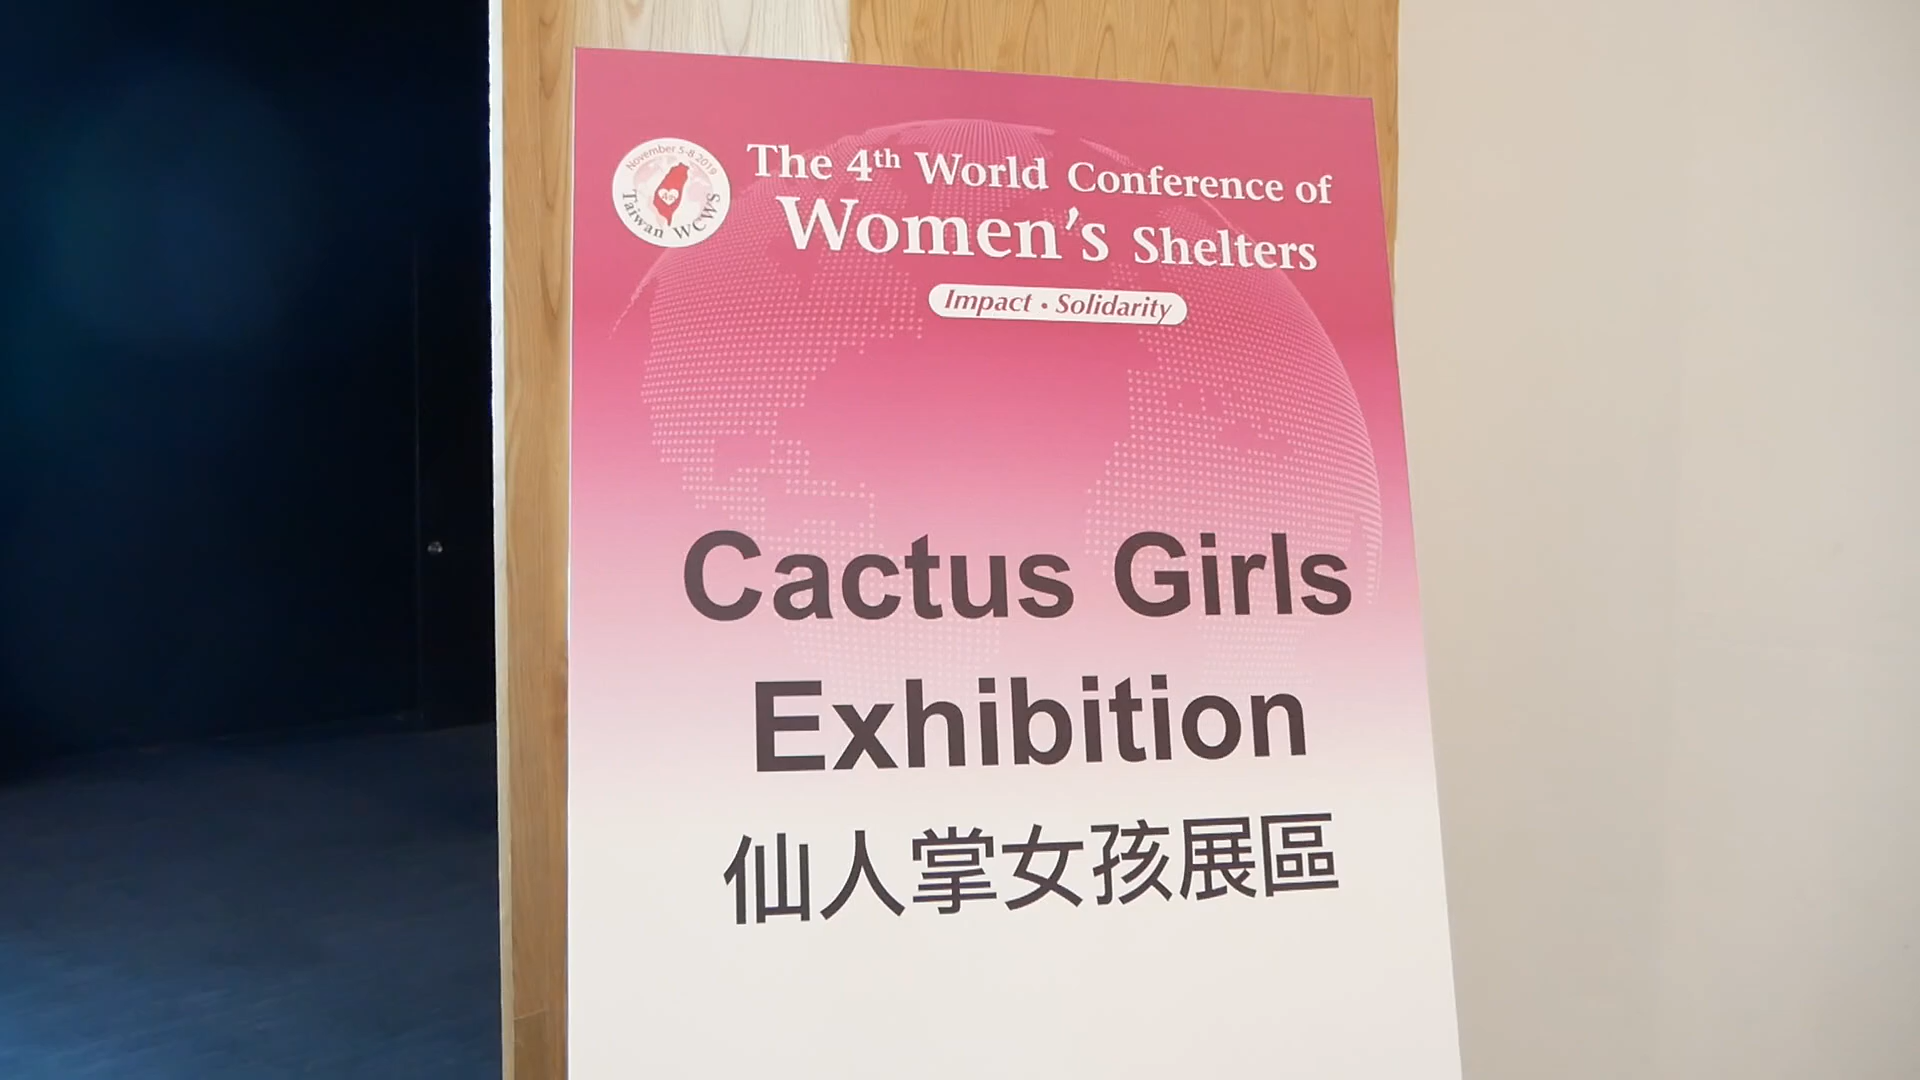 November 5-8 2019
Taiwan WCWS
The 4th World Conference of
Women's Shelters
Impact • Solidarity
Cactus Girls
Exhibition
仙人掌女孩展區